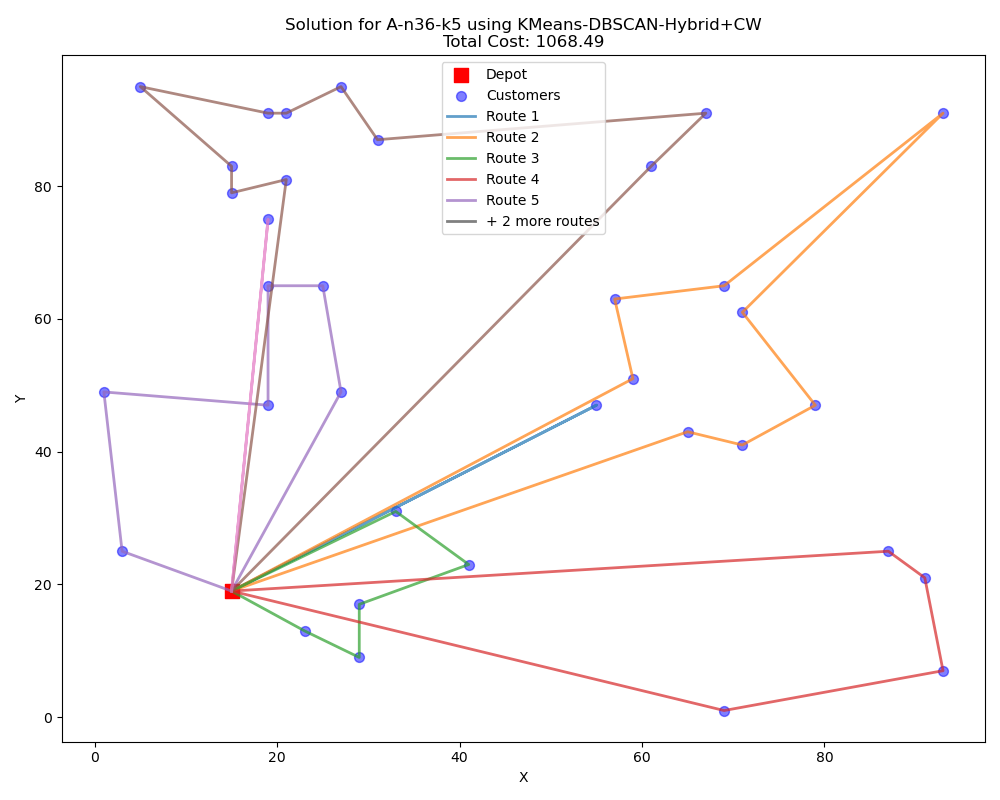 Solution for A-n36-k5 using KMeans-DBSCAN-Hybrid+CW
Total Cost: 1068.49
Depot
Customers
Route 1
Route 2
Route 3
Route 4
Route 5
+ 2 more routes
Y
80
60
40
20
0
0 20 40 60 80
X